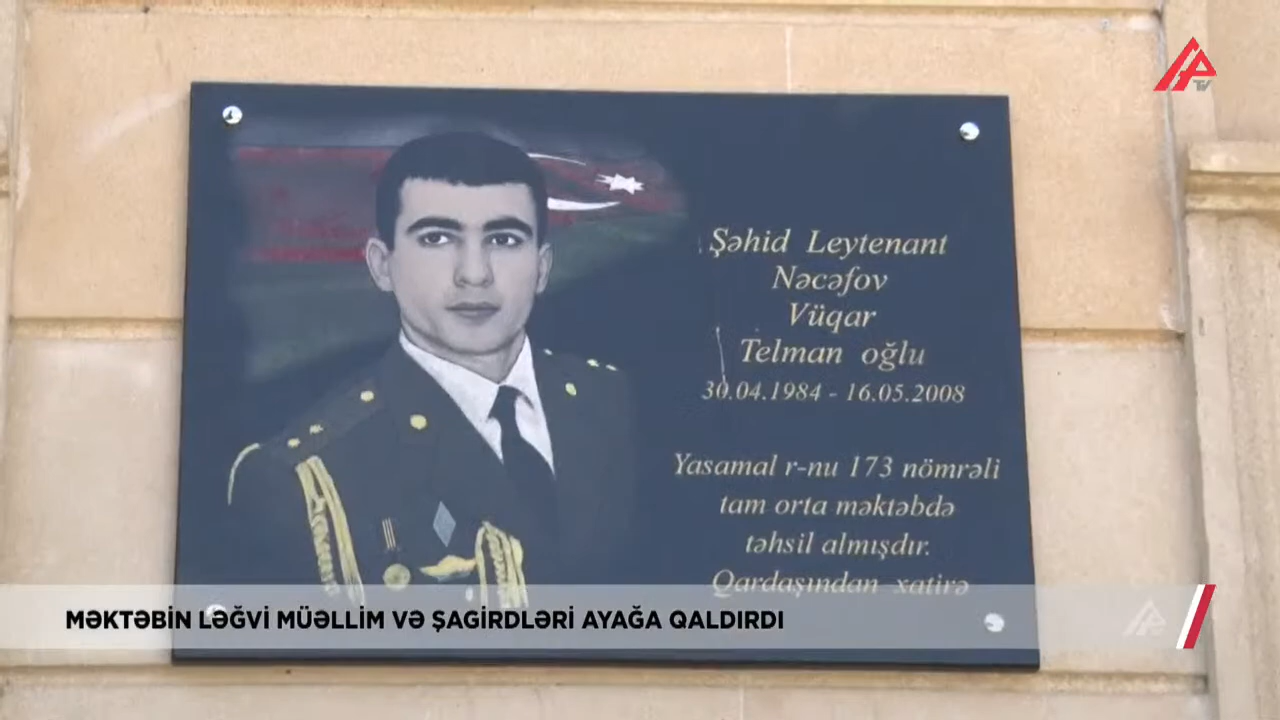 TV
Şəhid Leytenant
Nəcəfov
Vüqar
Telman oğlu
30.04.1984 - 16.05.2008
Yasamal r-nu 173 nömrəli
tam orta məktəbdə
təhsil almışdır.
Qardaşından xatirə
MƏKTƏBİN LƏĞVİ MÜƏLLİM VƏ ŞAGİRDLƏRİ AYAĞA QALDIRDI